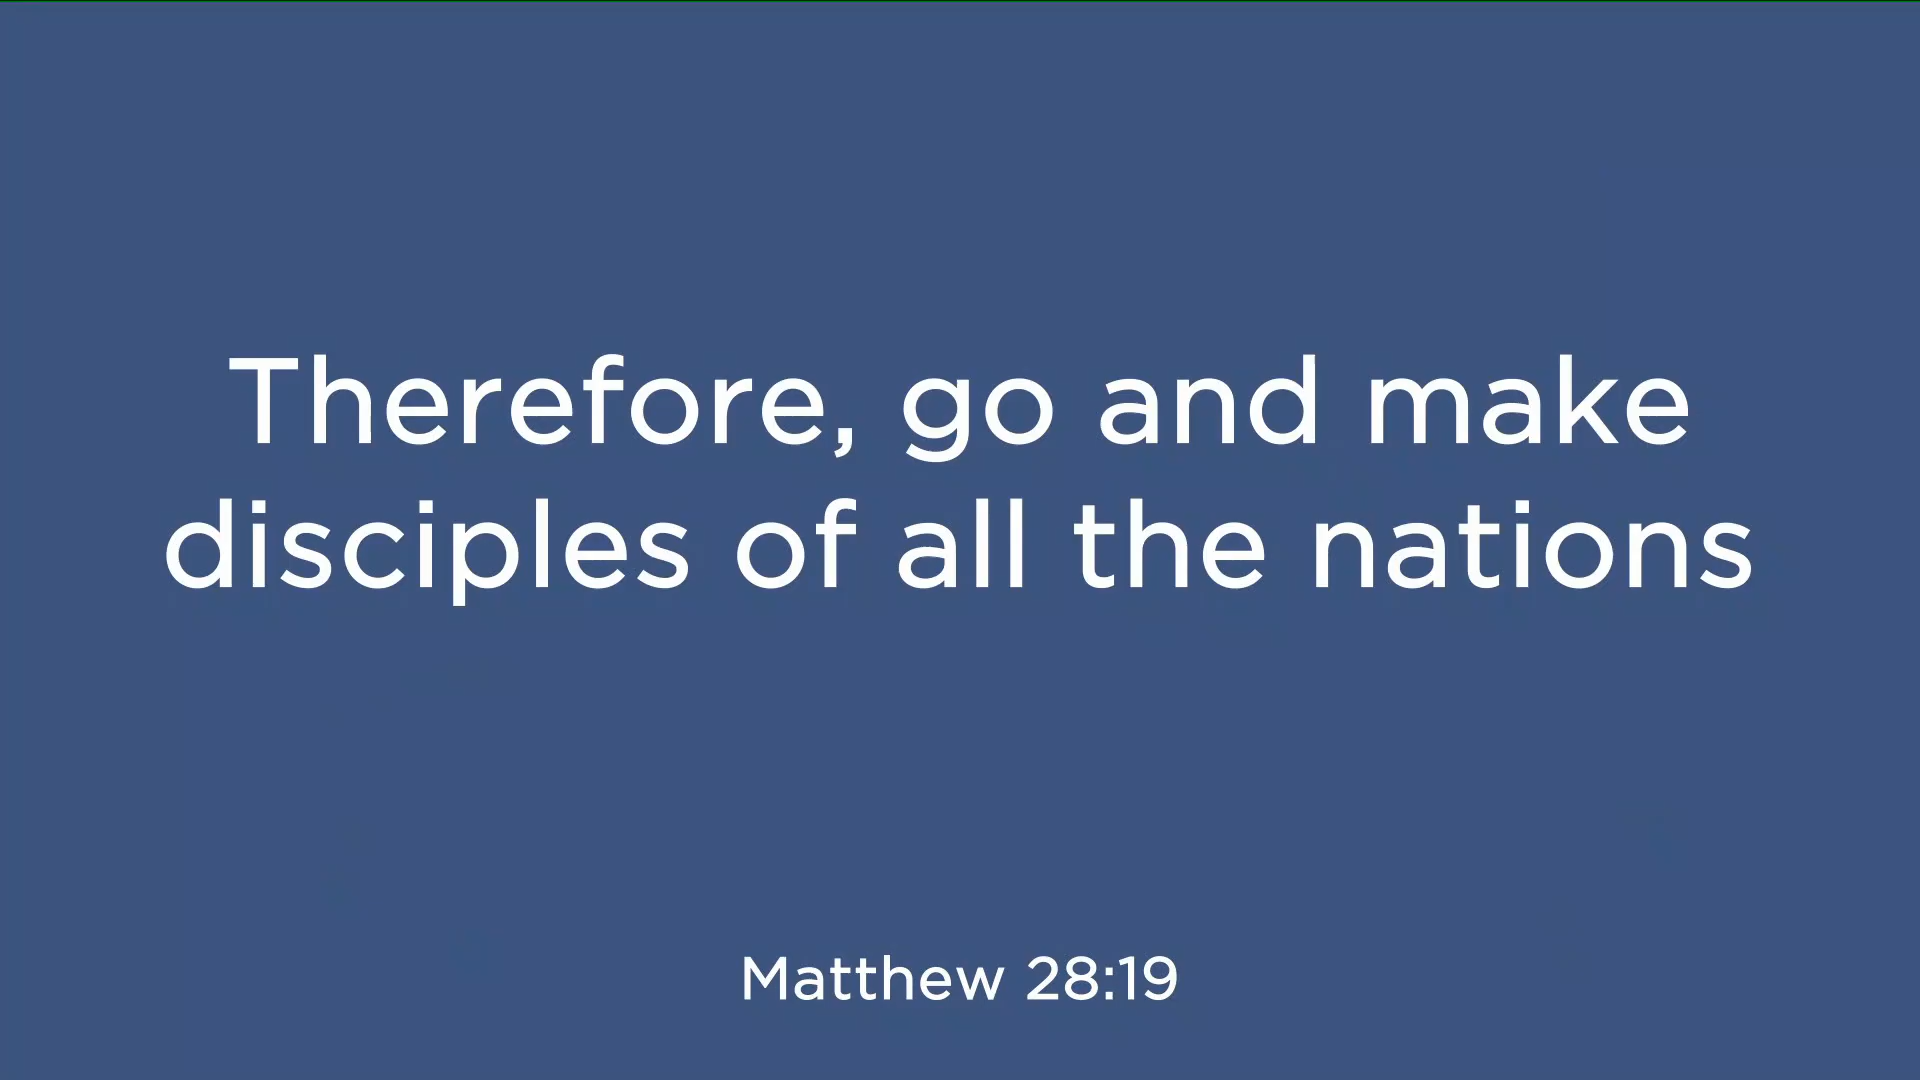 Therefore, go and make
disciples of all the nations
Matthew 28:19